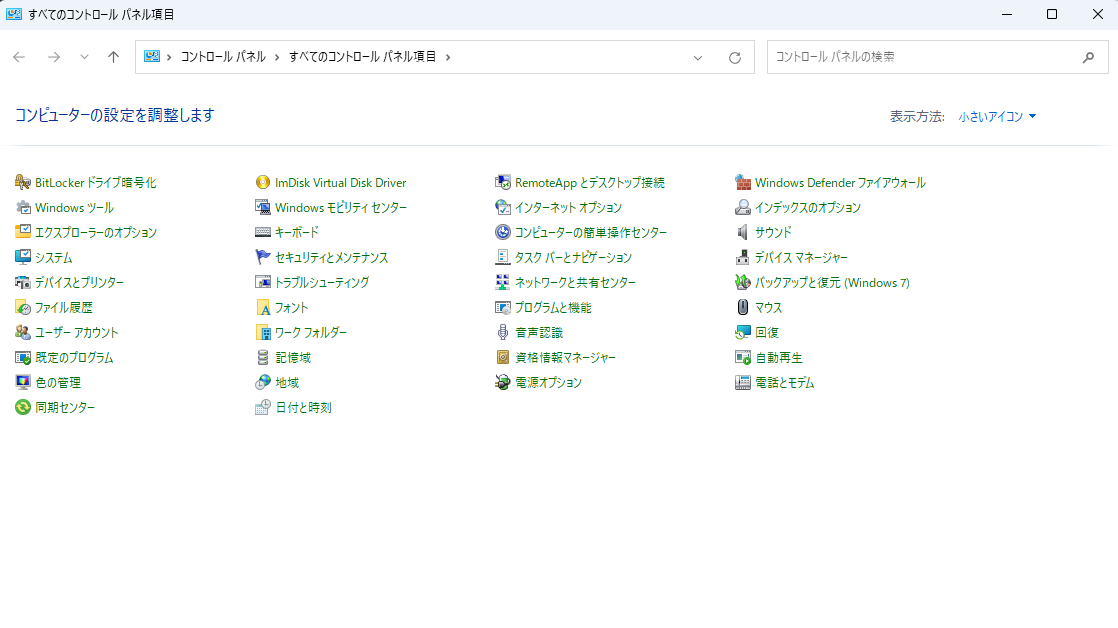 すべてのコントロール パネル項目
コントロール パネル › すべてのコントロール パネル項目 ›
コントロール パネルの検索
コンピューターの設定を調整します
表示方法: 小さいアイコン
BitLocker ドライブ暗号化
ImDisk Virtual Disk Driver
RemoteApp とデスクトップ接続
Windows Defender ファイアウォール
Windows ツール
Windows モビリティ センター
インターネット オプション
インデックスのオプション
エクスプローラーのオプション
キーボード
コンピューターの簡単操作センター
サウンド
システム
セキュリティとメンテナンス
タスク バーとナビゲーション
デバイス マネージャー
デバイスとプリンター
トラブルシューティング
ネットワークと共有センター
バックアップと復元 (Windows 7)
ファイル履歴
フォント
プログラムと機能
マウス
ユーザー アカウント
ワーク フォルダー
音声認識
回復
既定のプログラム
記憶域
資格情報マネージャー
自動再生
色の管理
地域
電源オプション
電話とモデム
同期センター
日付と時刻